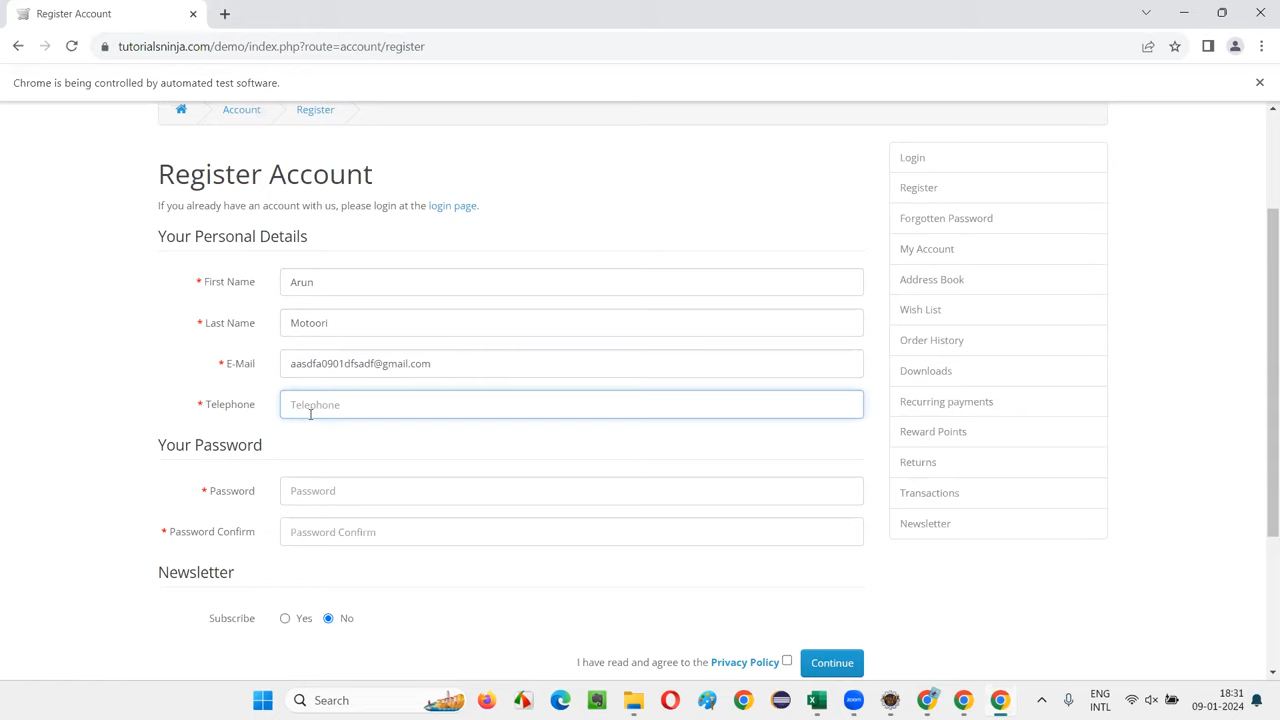 Register Account
tutorialsninja.com/demo/index.php?route=account/register
Chrome is being controlled by automated test software.
Account
Register
Register Account
If you already have an account with us, please login at the login page.
Your Personal Details
* First Name
Arun
* Last Name
Motoori
* E-Mail
aasdfa0901dfsadf@gmail.com
* Telephone
Telephone
Your Password
* Password
Password
* Password Confirm
Password Confirm
Newsletter
Subscribe
Yes
No
I have read and agree to the Privacy Policy
Continue
Login
Register
Forgotten Password
My Account
Address Book
Wish List
Order History
Downloads
Recurring payments
Reward Points
Returns
Transactions
Newsletter
Search
zoom
ENG
INTL
18:31
09-01-2024